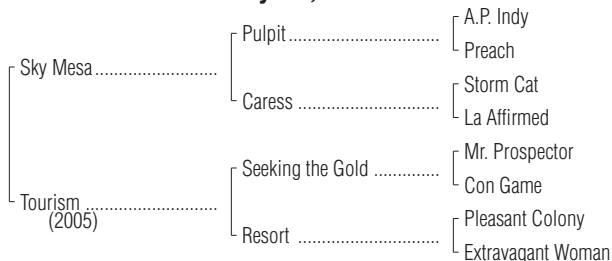 A.P. Indy
Pulpit
Preach
Sky Mesa
Storm Cat
Caress
La Affirmed
Mr. Prospector
Seeking the Gold
Con Game
Tourism
(2005)
Pleasant Colony
Resort
Extravagant Woman